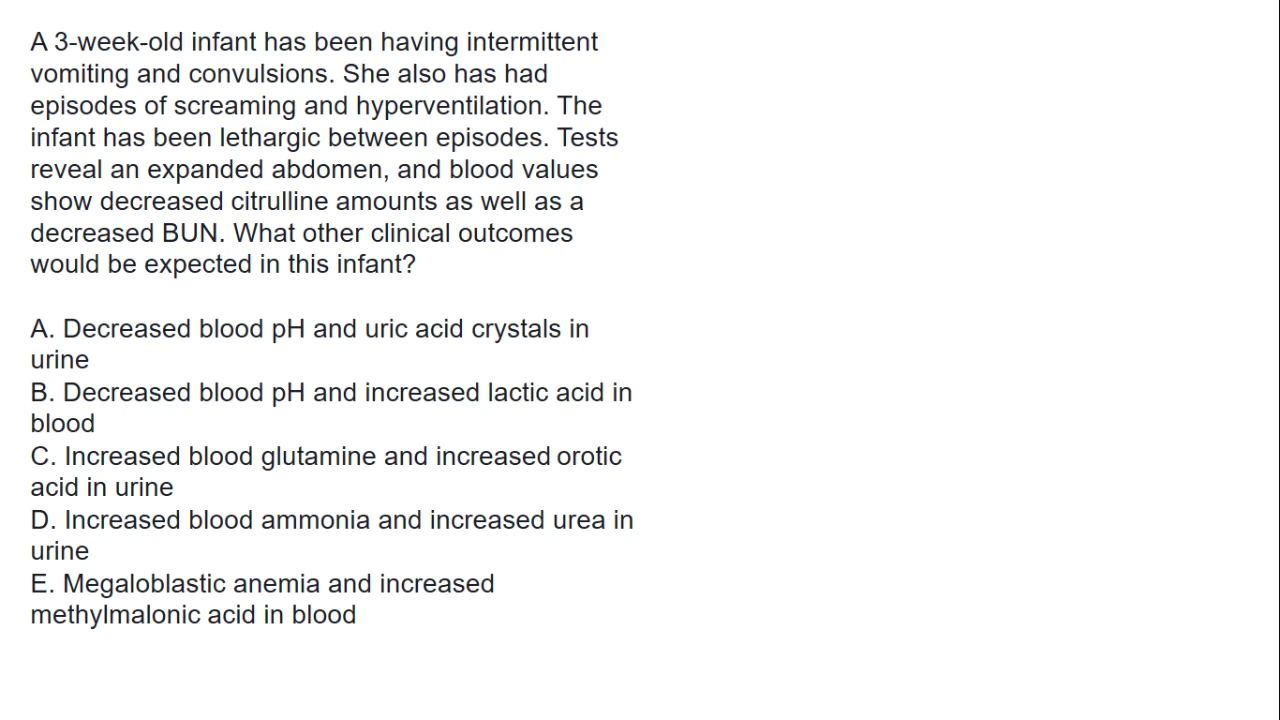 A 3-week-old infant has been having intermittent
vomiting and convulsions. She also has had
episodes of screaming and hyperventilation. The
infant has been lethargic between episodes. Tests
reveal an expanded abdomen, and blood values
show decreased citrulline amounts as well as a
decreased BUN. What other clinical outcomes
would be expected in this infant?
A. Decreased blood pH and uric acid crystals in
urine
B. Decreased blood pH and increased lactic acid in
blood
C. Increased blood glutamine and increased orotic
acid in urine
D. Increased blood ammonia and increased urea in
urine
E. Megaloblastic anemia and increased
methylmalonic acid in blood